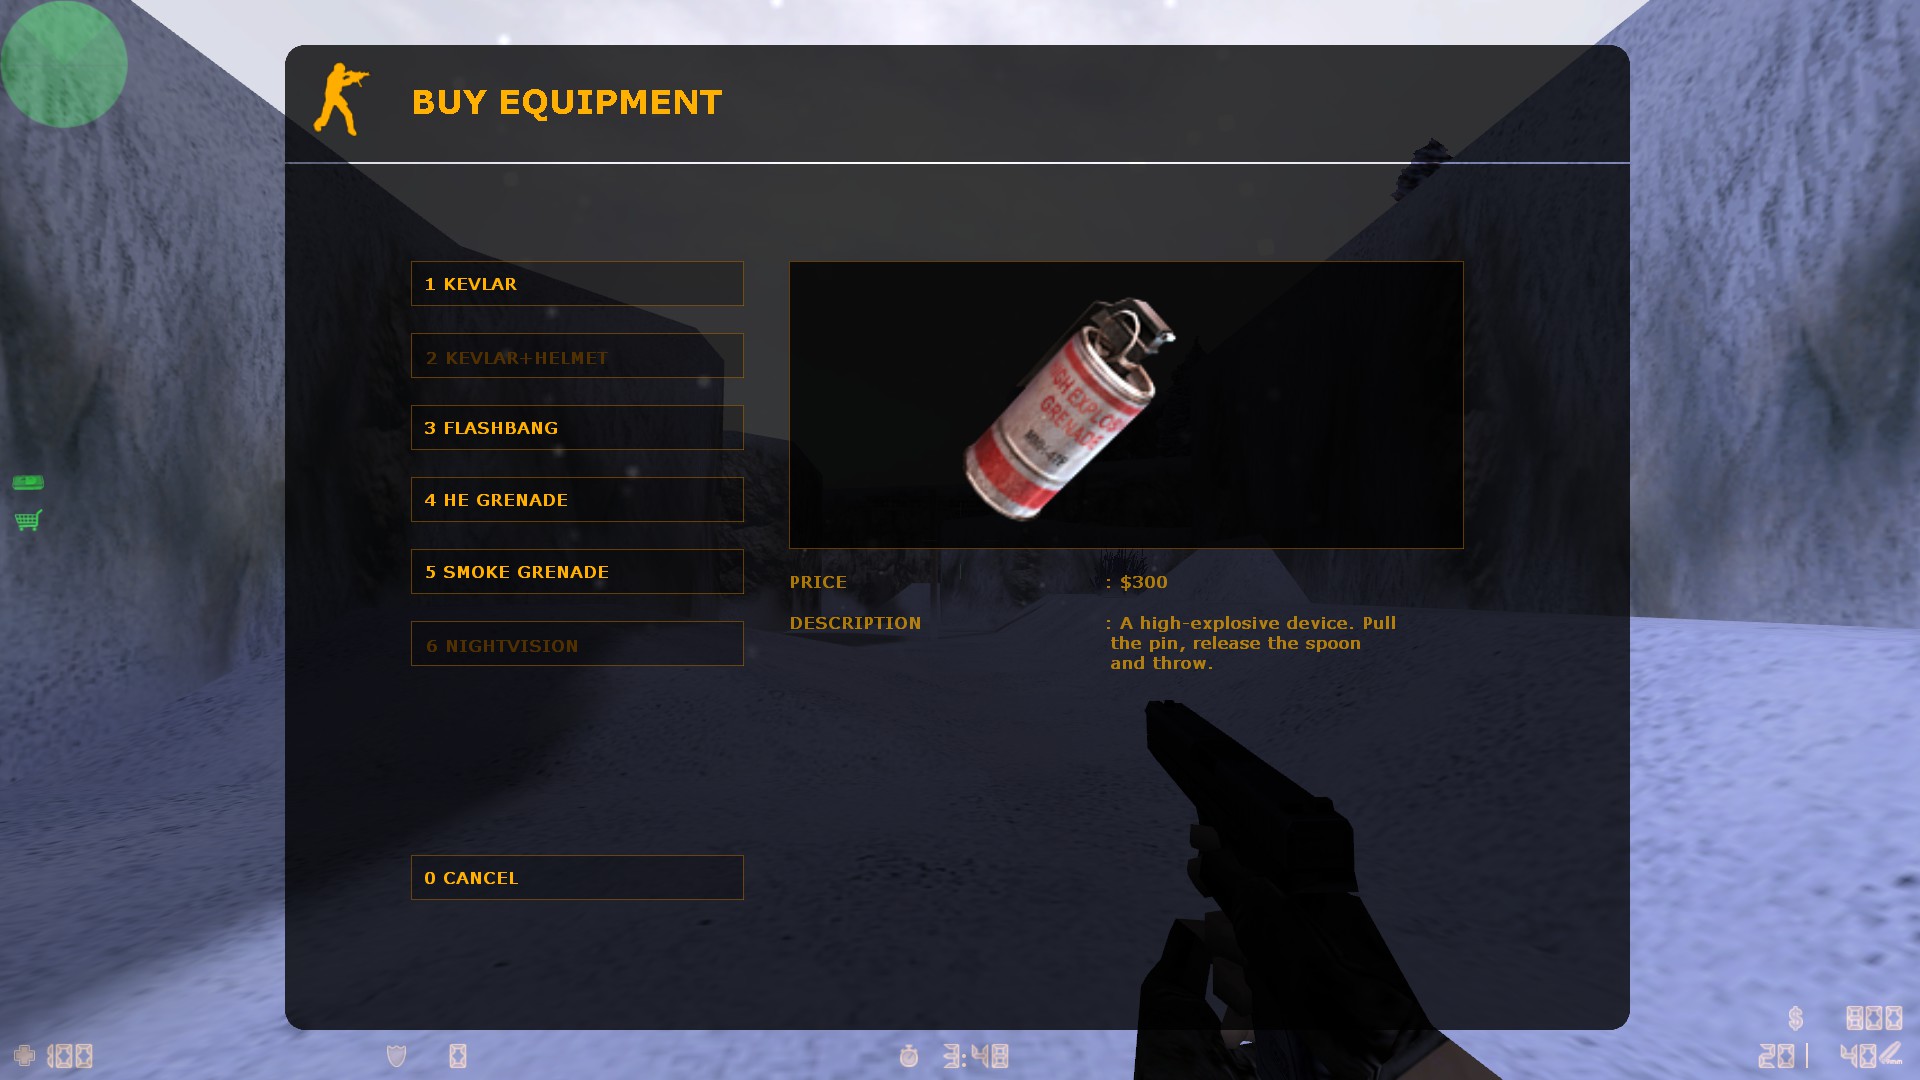 BUY EQUIPMENT
1 KEVLAR
2 KEVLAR+HELMET
3 FLASHBANG
4 HE GRENADE
5 SMOKE GRENADE
6 NIGHTVISION
0 CANCEL
GRENADE
PRICE : $300
DESCRIPTION : A high-explosive device. Pull
the pin, release the spoon
and throw.
$ 800
100
0
3:48
20 | 40